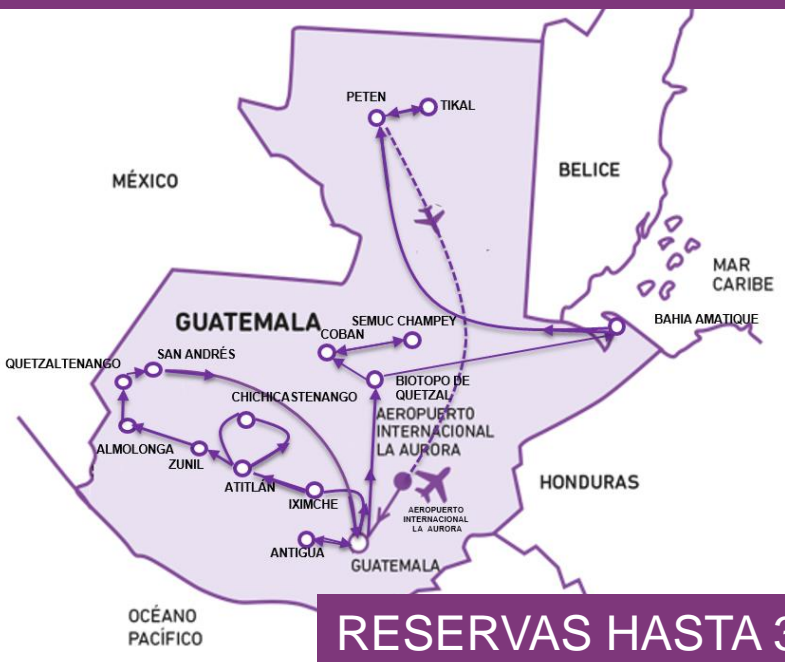 PETEN
TIKAL
BELICE
MÉXICO
MAR
CARIBE
BAHIA AMATIQUE
GUATEMALA
SEMUC CHAMPEY
COBAN
SAN ANDRÉS
QUETZALTENANGO
CHICHICASTENANGO
BIOTOPO DE
QUETZAL
AEROPUERTO
INTERNACIONAL
LA AURORA
ALMOLONGA
ZUNIL
ATITLÁN
IXIMCHE
HONDURAS
AEROPUERTO
INTERNACIONAL
LA AURORA
ANTIGUA
GUATEMALA
OCÉANO
PACÍFICO
RESERVAS HASTA 3